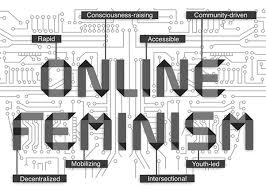 Consciousness-raising
Community-driven
Rapid
Accessible
ONLINE
FEMINISM
Mobilizing
Youth-led
Decentralized
Intersectional